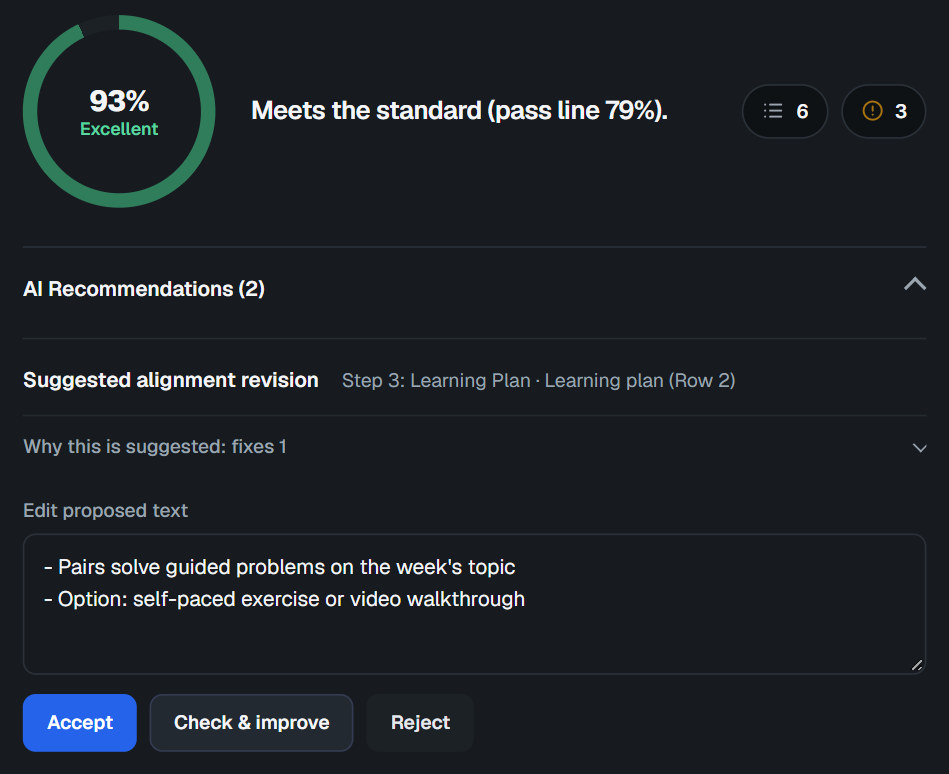 93%
Excellent
Meets the standard (pass line 79%).
6
3
AI Recommendations (2)
Suggested alignment revision Step 3: Learning Plan · Learning plan (Row 2)
Why this is suggested: fixes 1
Edit proposed text
- Pairs solve guided problems on the week's topic
- Option: self-paced exercise or video walkthrough
Accept Check & improve Reject